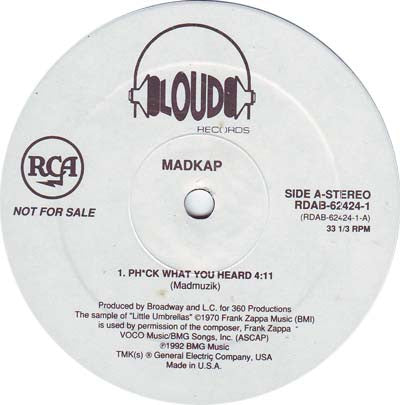 LOUD
RECORDS
RCA
MADKAP
NOT FOR SALE
SIDE A-STEREO
RDAB-62424-1
(RDAB-62424-1-A)
33 1/3 RPM
1. PH*CK WHAT YOU HEARD 4:11
(Madmuzik)
Produced by Broadway and L.C. for 360 Productions
The sample of "Little Umbrellas" ©1970 Frank Zappa Music (BMI)
is used by permission of the composer, Frank Zappa
VOCO Music/BMG Songs, Inc. (ASCAP)
℗1992 BMG Music
TMK(s) ® General Electric Company, USA
Made in U.S.A.